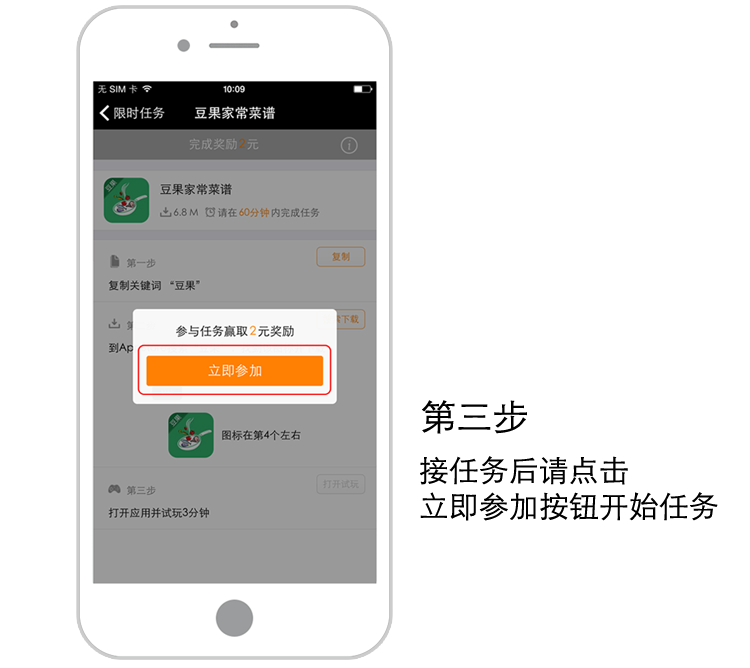 无 SIM 卡
10:09
限时任务
豆果家常菜谱
完成奖励2元
豆果
豆果家常菜谱
6.8 M 请在60分钟内完成任务
第一步
复制
复制关键词 “豆果”
第
下载
到Ap
参与任务赢取2元奖励
立即参加
豆果
图标在第4个左右
第三步
打开试玩
打开应用并试玩3分钟
第三步
接任务后请点击
立即参加按钮开始任务